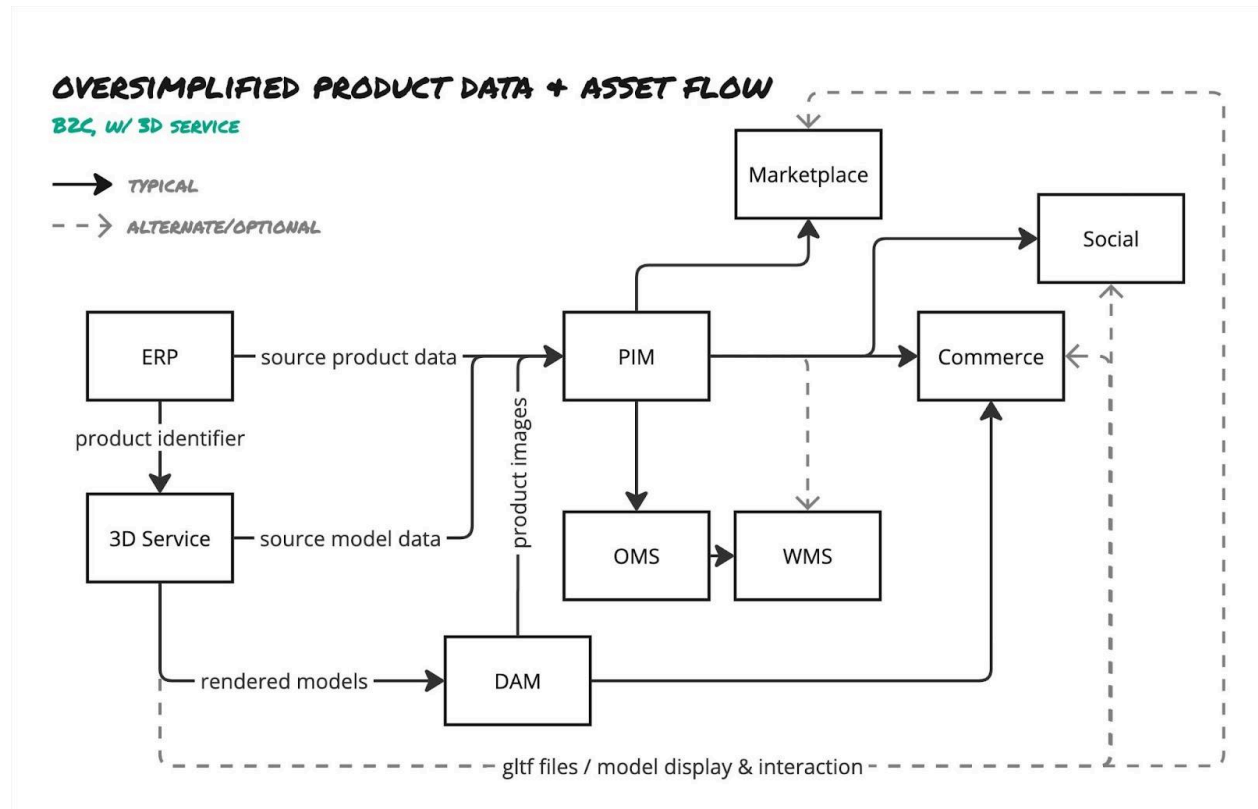 OVERSIMPLIFIED PRODUCT DATA + ASSET FLOW
B2C, W/ 3D SERVICE
TYPICAL
ALTERNATE/OPTIONAL
Marketplace
Social
ERP
source product data
PIM
Commerce
product identifier
product images
3D Service
source model data
OMS
WMS
rendered models
DAM
gltf files / model display & interaction